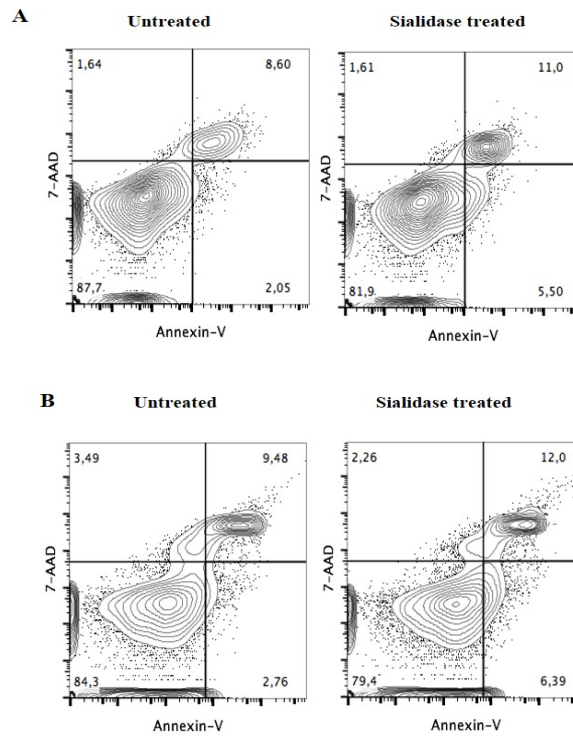 A
Untreated
Sialidase treated
1,64
8,60
1,61
11,0
7-AAD
7-AAD
87,7
2,05
81,9
5,50
Annexin-V
Annexin-V
B
Untreated
Sialidase treated
3,49
9,48
2,26
12,0
7-AAD
7-AAD
84,3
2,76
79,4
6,39
Annexin-V
Annexin-V